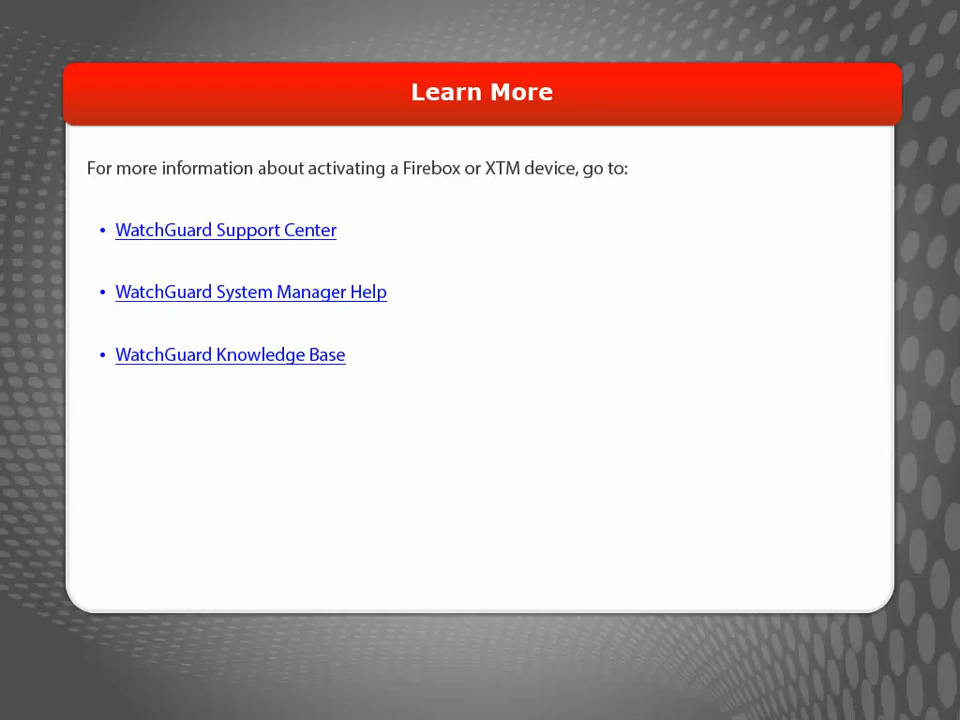 Learn More
For more information about activating a Firebox or XTM device, go to:
• WatchGuard Support Center
• WatchGuard System Manager Help
• WatchGuard Knowledge Base